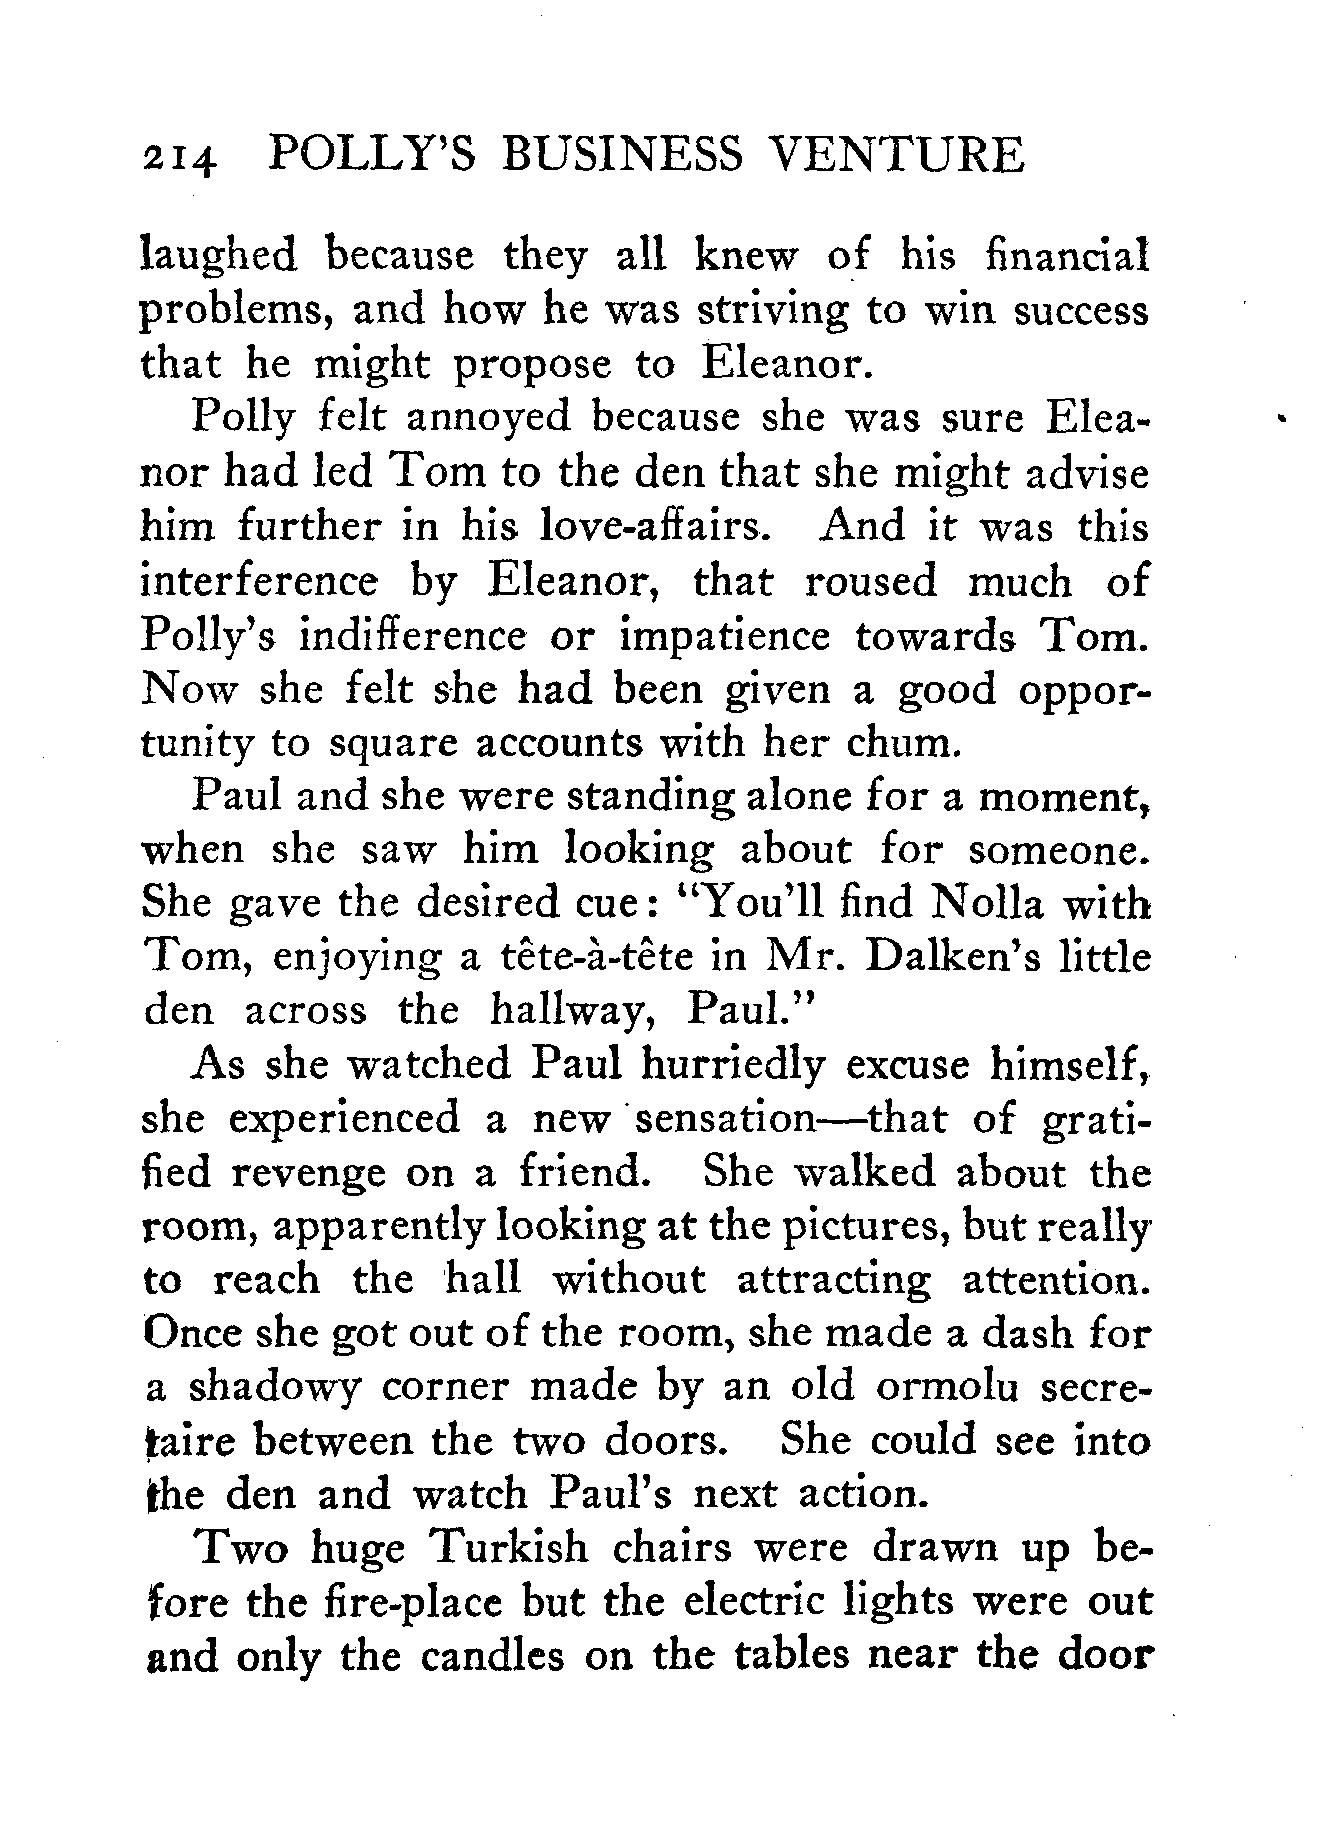 214 POLLY'S BUSINESS VENTURE
laughed because they all knew of his financial
problems, and how he was striving to win success
that he might propose to Eleanor.
Polly felt annoyed because she was sure Elea-
nor had led Tom to the den that she might advise
him further in his love-affairs. And it was this
interference by Eleanor, that roused much of
Polly's indifference or impatience towards Tom.
Now she felt she had been given a good oppor-
tunity to square accounts with her chum.
Paul and she were standing alone for a moment,
when she saw him looking about for someone.
She gave the desired cue: "You'll find Nolla with
Tom, enjoying a tête-à-tête in Mr. Dalken's little
den across the hallway, Paul."
As she watched Paul hurriedly excuse himself,
she experienced a new sensation—that of grati-
fied revenge on a friend. She walked about the
room, apparently looking at the pictures, but really
to reach the hall without attracting attention.
Once she got out of the room, she made a dash for
a shadowy corner made by an old ormolu secre-
taire between the two doors. She could see into
the den and watch Paul's next action.
Two huge Turkish chairs were drawn up be-
fore the fire-place but the electric lights were out
and only the candles on the tables near the door